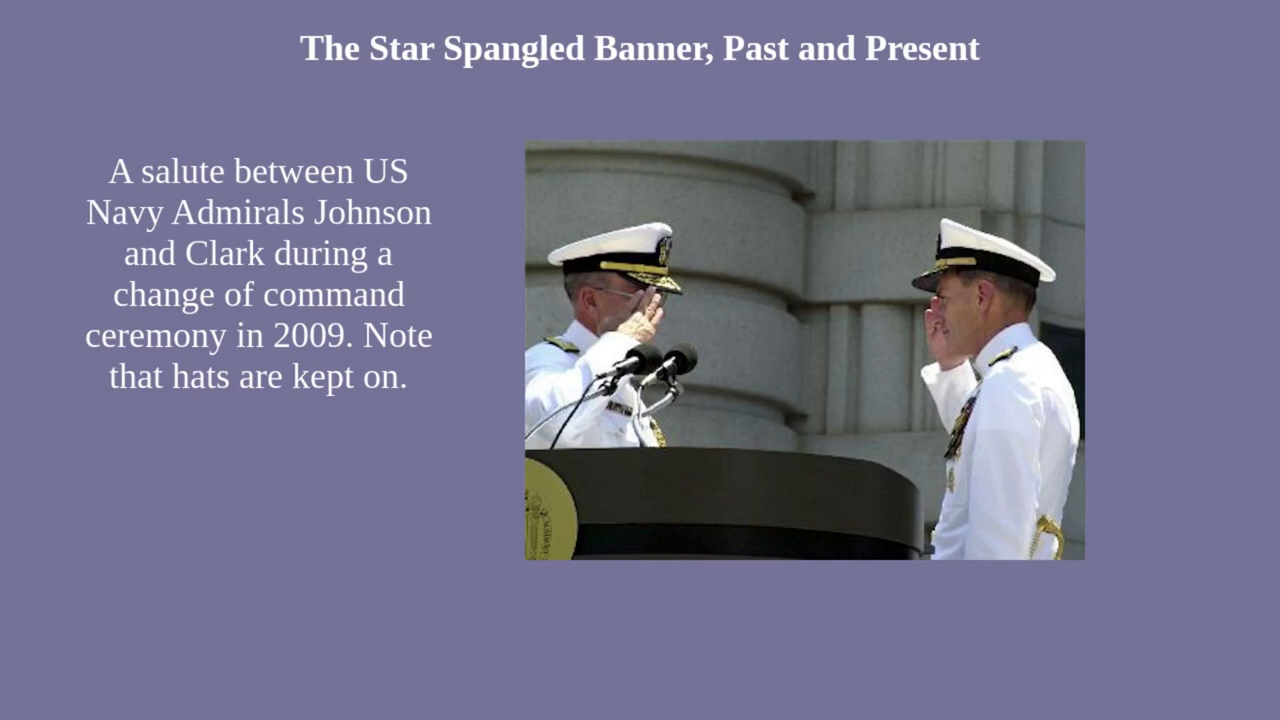 The Star Spangled Banner, Past and Present
A salute between US
Navy Admirals Johnson
and Clark during a
change of command
ceremony in 2009. Note
that hats are kept on.